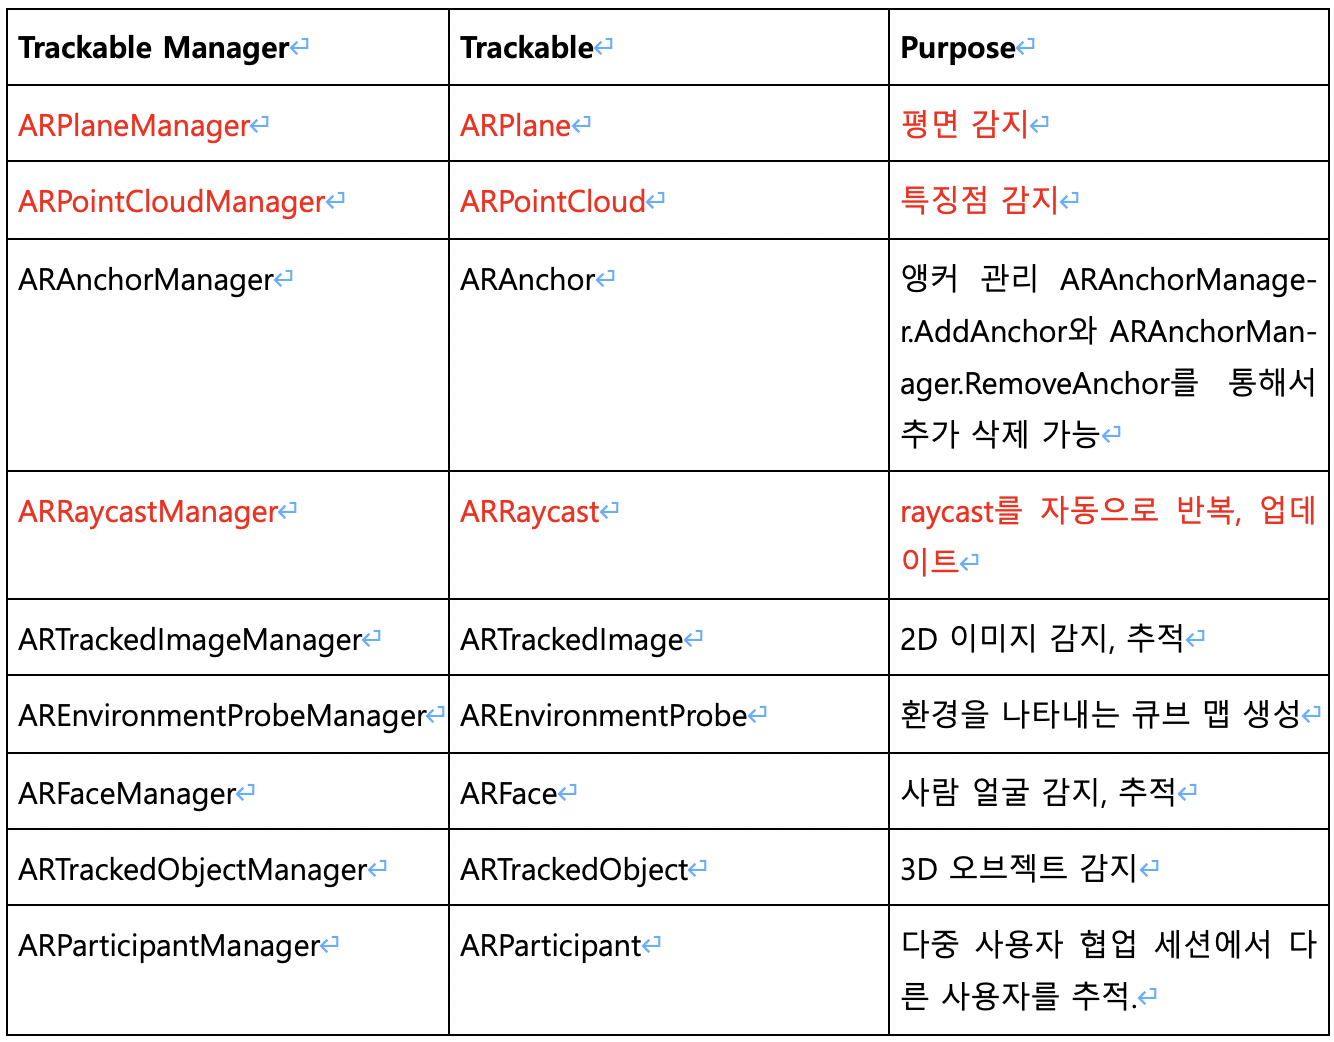 Trackable Manager
Trackable
Purpose
ARPlaneManager
ARPlane
평면 감지
ARPointCloudManager
ARPointCloud
특징점 감지
ARAnchorManager
ARAnchor
앵커 관리 ARAnchorManage-
r.AddAnchor와 ARAnchorMan-
ager.RemoveAnchor를 통해서
추가 삭제 가능
ARRaycastManager
ARRaycast
raycast를 자동으로 반복, 업데
이트
ARTrackedImageManager
ARTrackedImage
2D 이미지 감지, 추적
AREnvironmentProbeManager
AREnvironmentProbe
환경을 나타내는 큐브 맵 생성
ARFaceManager
ARFace
사람 얼굴 감지, 추적
ARTrackedObjectManager
ARTrackedObject
3D 오브젝트 감지
ARParticipantManager
ARParticipant
다중 사용자 협업 세션에서 다
른 사용자를 추적.